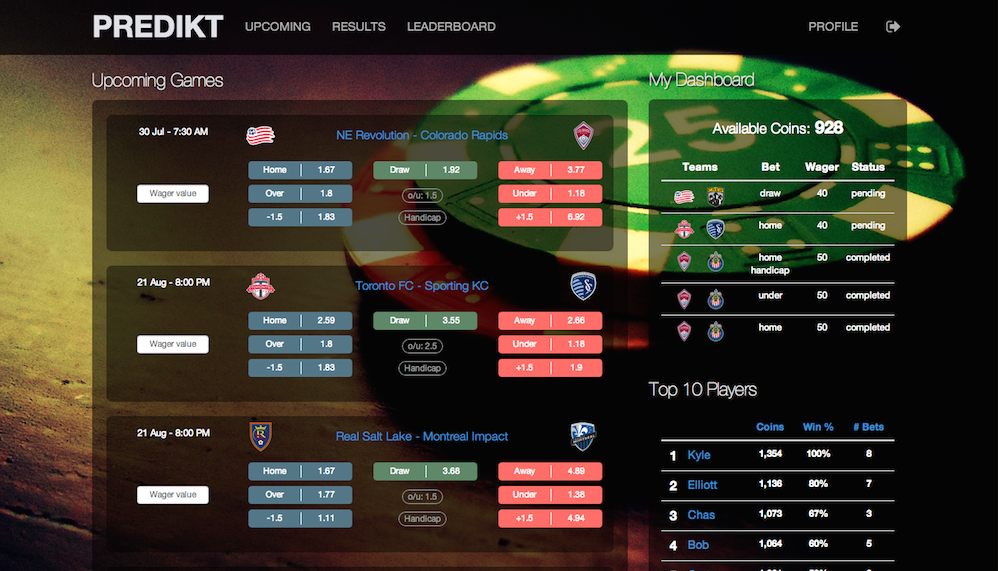 PREDIKT UPCOMING RESULTS LEADERBOARD PROFILE
Upcoming Games
30 Jul - 7:30 AM NE Revolution - Colorado Rapids
Home 1.67 Draw 1.92 Away 3.77
Wager value Over 1.8 o/u: 1.5 Under 1.18
-1.5 1.83 Handicap +1.5 6.92
21 Aug - 8:00 PM Toronto FC - Sporting KC
Home 2.59 Draw 3.55 Away 2.66
Wager value Over 1.8 o/u: 2.5 Under 1.18
-1.5 1.83 Handicap +1.5 1.9
21 Aug - 8:00 PM Real Salt Lake - Montreal Impact
Home 1.67 Draw 3.68 Away 4.89
Wager value Over 1.77 o/u: 1.5 Under 1.38
-1.5 1.11 Handicap +1.5 4.94
My Dashboard
Available Coins: 928
Teams Bet Wager Status
draw 40 pending
home 40 pending
home 50 completed
handicap
under 50 completed
home 50 completed
Top 10 Players
Coins Win % # Bets
1 Kyle 1,354 100% 8
2 Elliott 1,136 80% 7
3 Chas 1,073 67% 3
4 Bob 1,064 60% 5
25